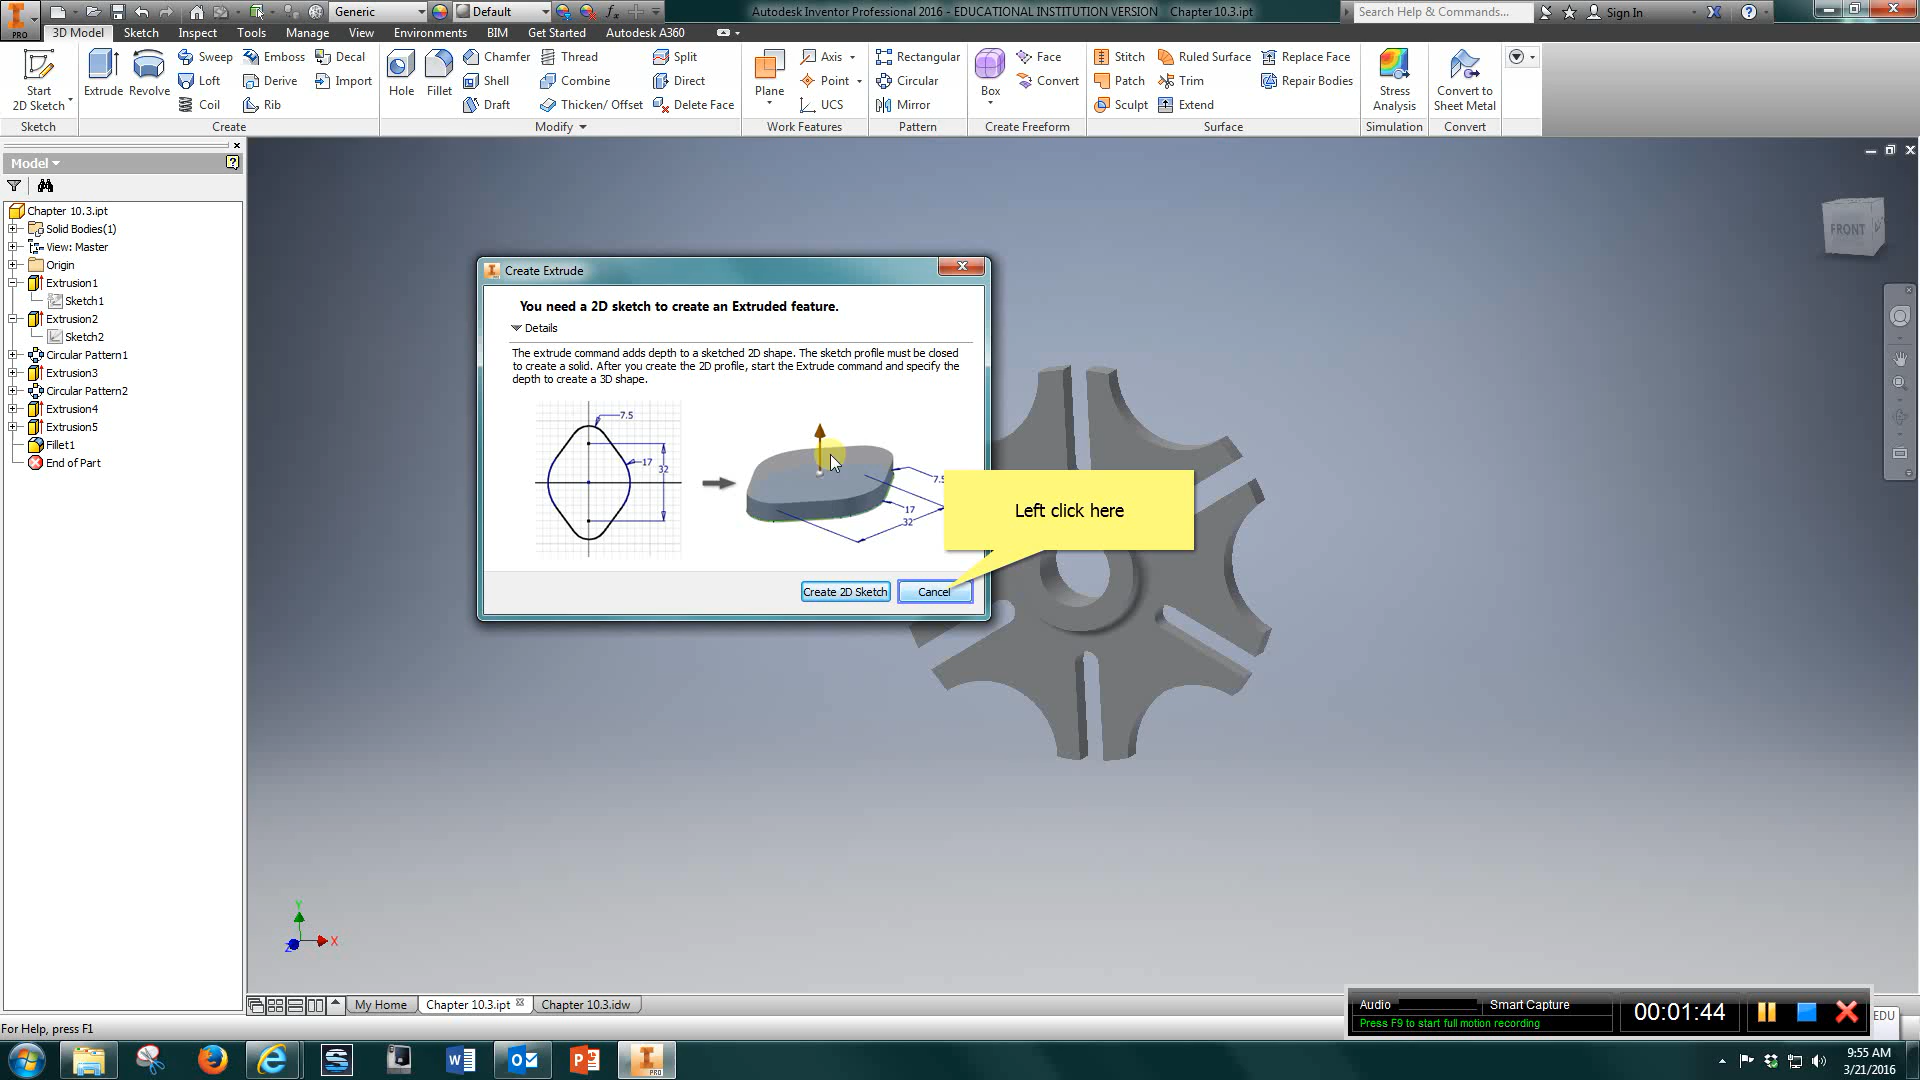 Generic
Default
Autodesk Inventor Professional 2016 - EDUCATIONAL INSTITUTION VERSION Chapter 10.3.ipt
Search Help & Commands...
Sign In
PRO
3D Model Sketch Inspect Tools Manage View Environments BIM Get Started Autodesk A360
Start
2D Sketch
Extrude
Revolve
Sweep
Loft
Coil
Emboss
Derive
Rib
Decal
Import
Hole
Fillet
Chamfer
Shell
Draft
Thread
Combine
Thicken/ Offset
Split
Direct
Delete Face
Plane
Axis
Point
UCS
Rectangular
Circular
Mirror
Box
Face
Convert
Stitch
Patch
Sculpt
Ruled Surface
Trim
Extend
Replace Face
Repair Bodies
Stress
Analysis
Convert to
Sheet Metal
Sketch Create Modify Work Features Pattern Create Freeform Surface Simulation Convert
Model
Chapter 10.3.ipt
Solid Bodies(1)
View: Master
Origin
Extrusion1
Sketch1
Extrusion2
Sketch2
Circular Pattern1
Extrusion3
Circular Pattern2
Extrusion4
Extrusion5
Fillet1
End of Part
FRONT
Create Extrude
You need a 2D sketch to create an Extruded feature.
Details
The extrude command adds depth to a sketched 2D shape. The sketch profile must be closed
to create a solid. After you create the 2D profile, start the Extrude command and specify the
depth to create a 3D shape.
7.5
17
32
7.5
17
32
Left click here
Create 2D Sketch
Cancel
Y
X
Z
My Home
Chapter 10.3.ipt
Chapter 10.3.idw
For Help, press F1
Audio
Smart Capture
Press F9 to start full motion recording
00:01:44
EDU
PRO
9:55 AM
3/21/2016